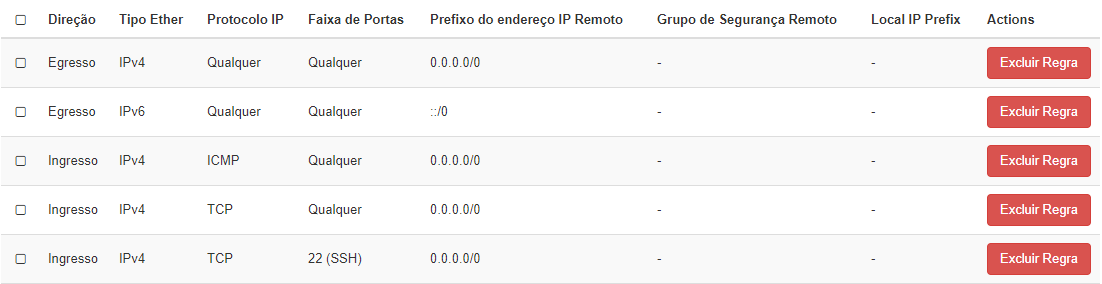 Direção Tipo Ether Protocolo IP Faixa de Portas Prefixo do endereço IP Remoto Grupo de Segurança Remoto Local IP Prefix Actions
Egresso IPv4 Qualquer Qualquer 0.0.0.0/0 - - Excluir Regra
Egresso IPv6 Qualquer Qualquer ::/0 - - Excluir Regra
Ingresso IPv4 ICMP Qualquer 0.0.0.0/0 - - Excluir Regra
Ingresso IPv4 TCP Qualquer 0.0.0.0/0 - - Excluir Regra
Ingresso IPv4 TCP 22 (SSH) 0.0.0.0/0 - - Excluir Regra